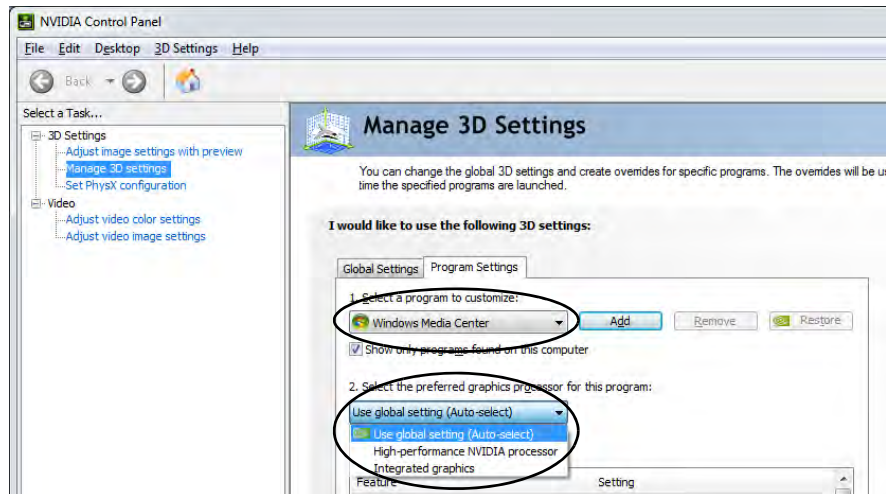 NVIDIA Control Panel
File Edit Desktop 3D Settings Help
Back
Select a Task...
3D Settings
Adjust image settings with preview
Manage 3D settings
Set PhysX configuration
Video
Adjust video color settings
Adjust video image settings
Manage 3D Settings
You can change the global 3D settings and create overrides for specific programs. The overrides will be
time the specified programs are launched.
I would like to use the following 3D settings:
Global Settings Program Settings
1. Select a program to customize:
Windows Media Center Add Remove Restore
Show only programs found on this computer
2. Select the preferred graphics processor for this program:
Use global setting (Auto-select)
Use global setting (Auto-select)
High-performance NVIDIA processor
Integrated graphics
Feature Setting